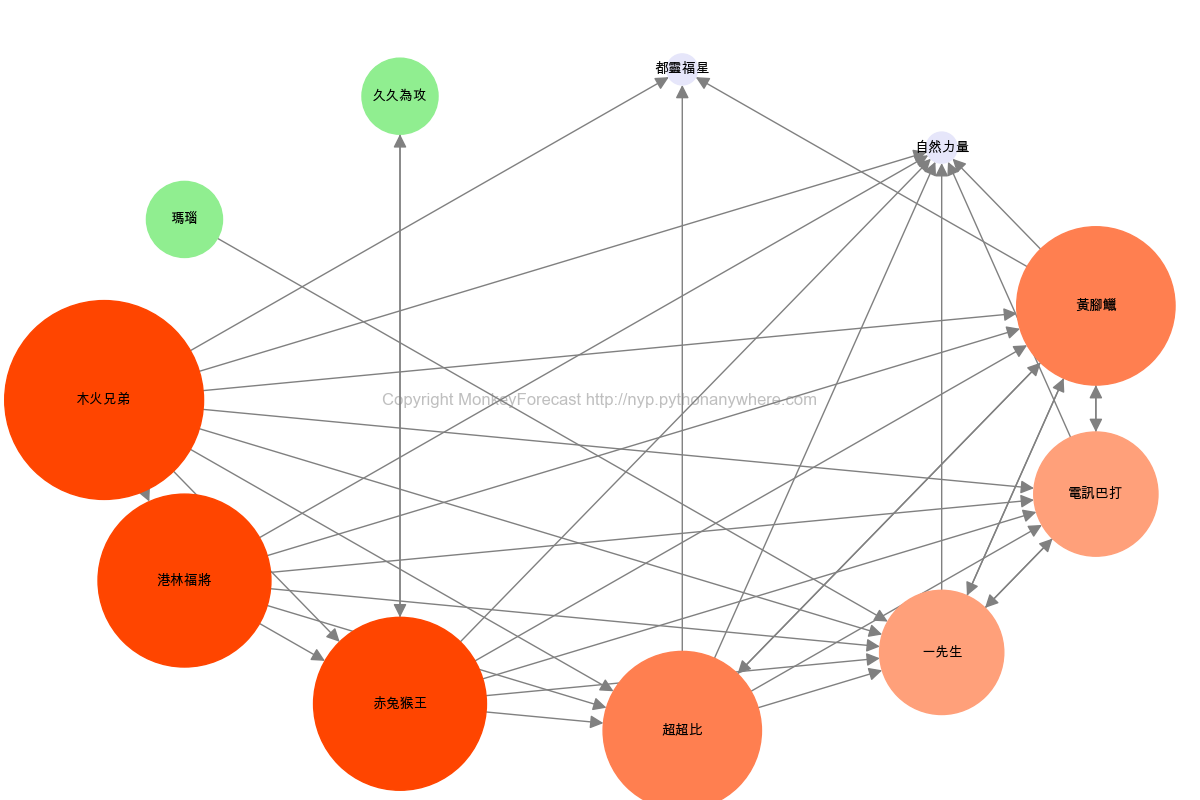 都靈福星
久久為攻
自然力量
瑪瑙
黃腳鱲
木火兄弟
Copyright MonkeyForecast http://nyp.pythonanywhere.com
電訊巴打
港林福將
一先生
赤兔猴王
超超比